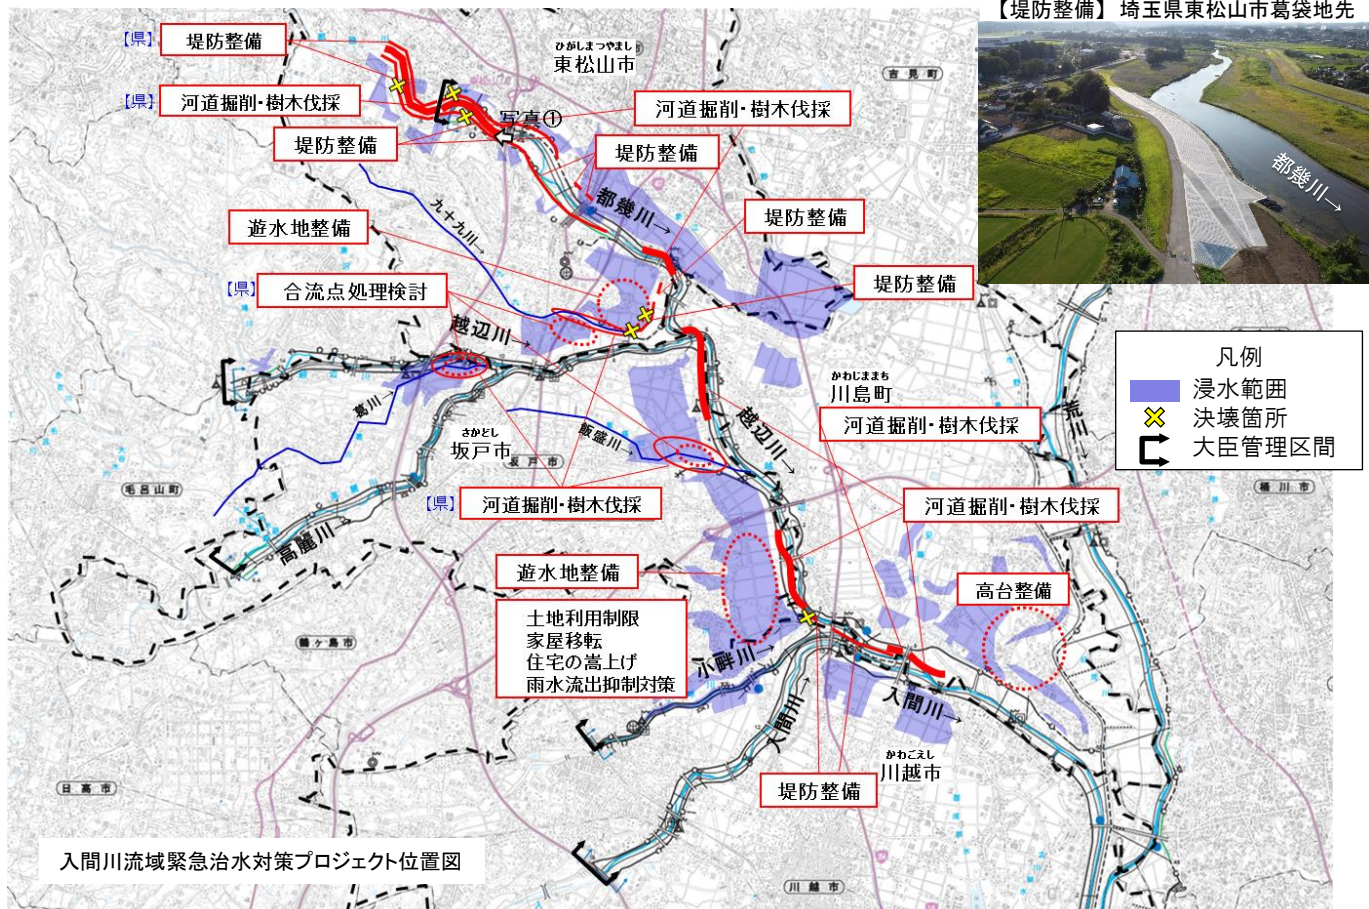 【堤防整備】 埼玉県東松山市葛袋地先
【県】
堤防整備
ひがしまつやまし
東松山市
吉見町
【県】
河道掘削・樹木伐採
河道掘削・樹木伐採
写真①
堤防整備
堤防整備
都幾川→
都幾川→
九十九川→
遊水地整備
堤防整備
堤防整備
【県】
合流点処理検討
越辺川→
凡例
浸水範囲
決壊箇所
大臣管理区間
かわじままち
川島町
荒川→
葛川→
さかどし
坂戸市
坂戸市
飯盛川→
越辺川→
河道掘削・樹木伐採
毛呂山町
桶川市
【県】
河道掘削・樹木伐採
河道掘削・樹木伐採
高麗川→
遊水地整備
高台整備
土地利用制限
家屋移転
住宅の嵩上げ
雨水流出抑制対策
鶴ヶ島市
小畔川→
入間川→
入間川→
かわごえし
川越市
日高市
堤防整備
入間川流域緊急治水対策プロジェクト位置図
川越市